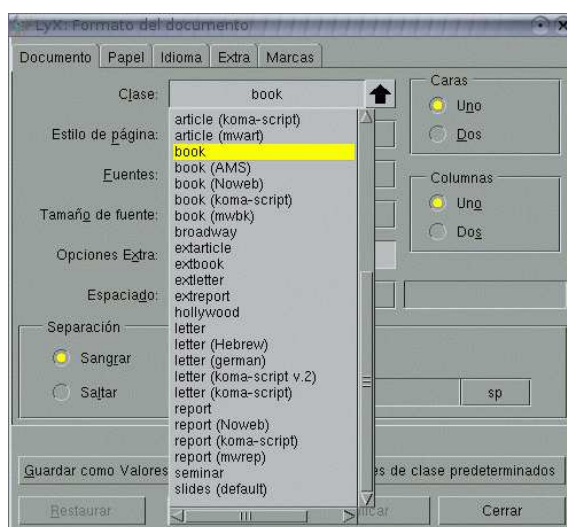 LyX: Formato del documento
Documento Papel Idioma Extra Marcas
Clase: book
Caras
Uno
Dos
Estilo de página:
Fuentes:
Tamaño de fuente:
Opciones Extra:
Espaciado:
article (koma-script)
article (mwart)
book
book (AMS)
book (Noweb)
book (koma-script)
book (mwbk)
broadway
extarticle
extbook
extletter
extreport
hollywood
letter
letter (Hebrew)
letter (german)
letter (koma-script v.2)
letter (koma-script)
report
report (Noweb)
report (koma-script)
report (mwrep)
seminar
slides (default)
Columnas
Uno
Dos
Separación
Sangrar
Saltar
sp
Guardar como Valores
es de clase predeterminados
Restaurar
Cerrar